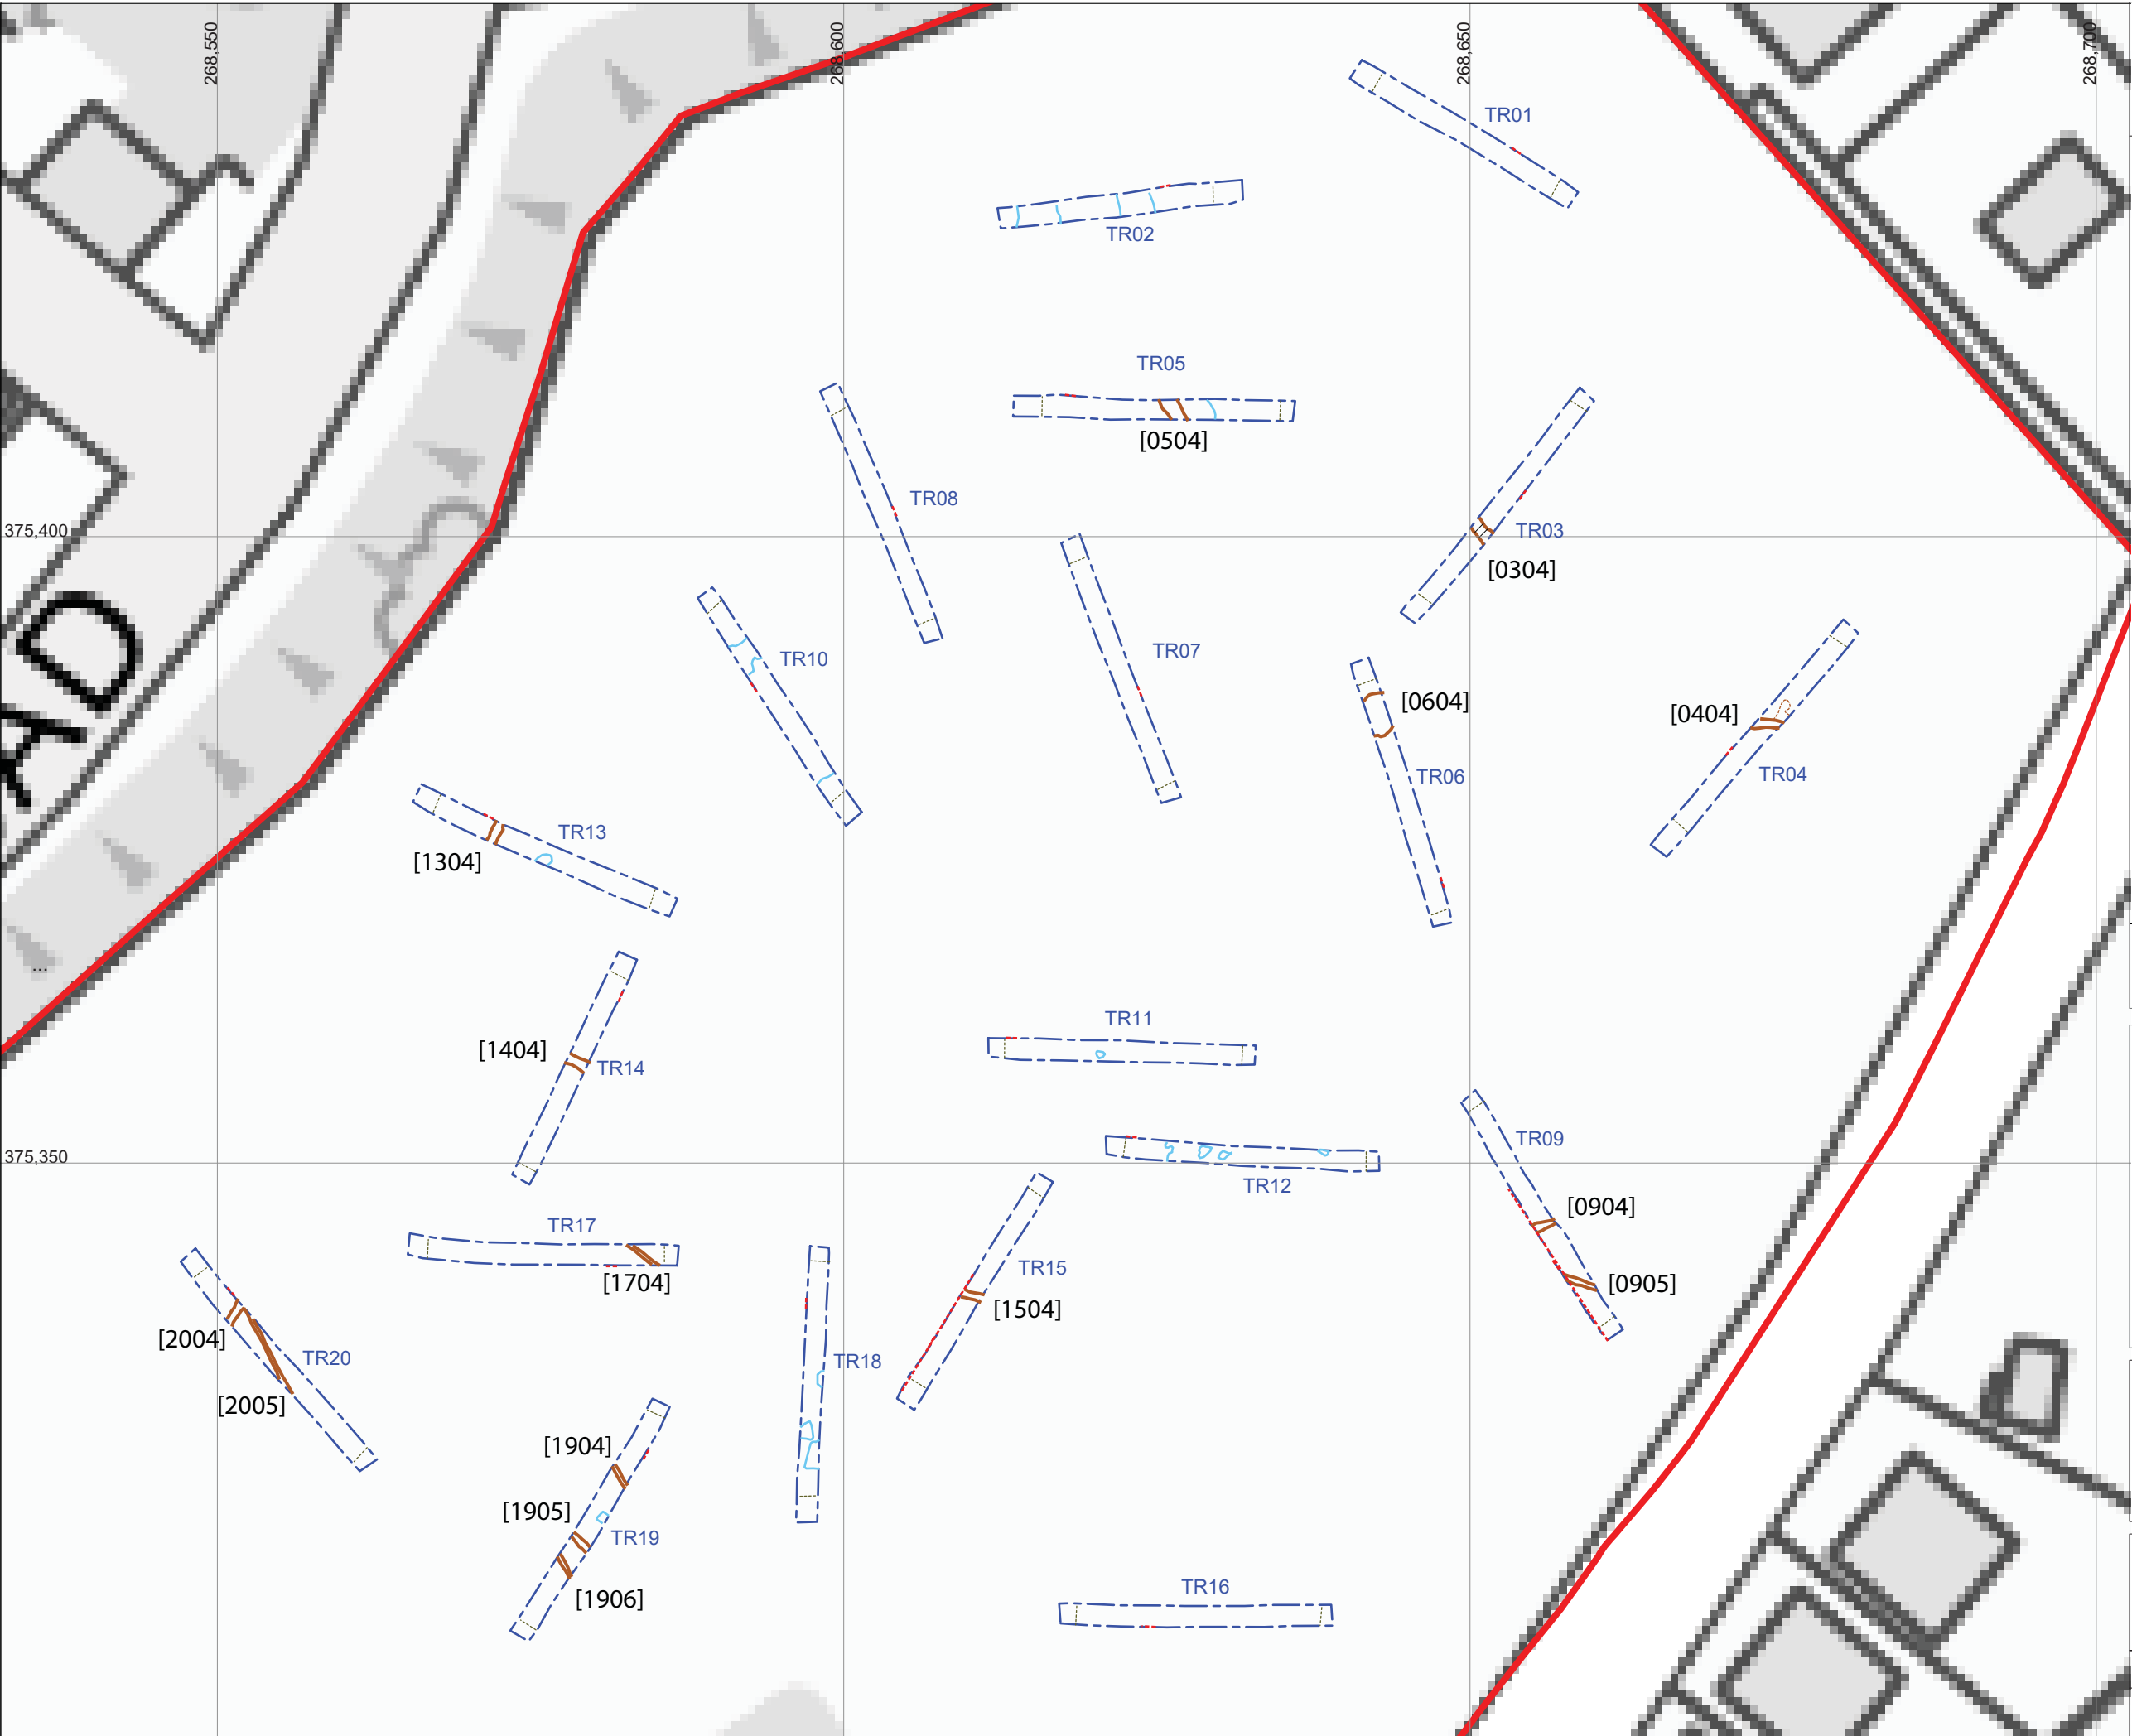 268,550
268,600
268,650
268,700
TR01
TR02
TR05
[0504]
TR08
375,400
TR03
[0304]
TR10
TR07
[0604]
[0404]
TR06
TR04
HD
TR13
[1304]
...
TR11
[1404]
TR14
TR09
375,350
TR12
[0904]
TR17
TR15
[1704]
[0905]
[1504]
[2004]
TR20
TR18
[2005]
[1904]
[1905]
TR19
TR16
[1906]